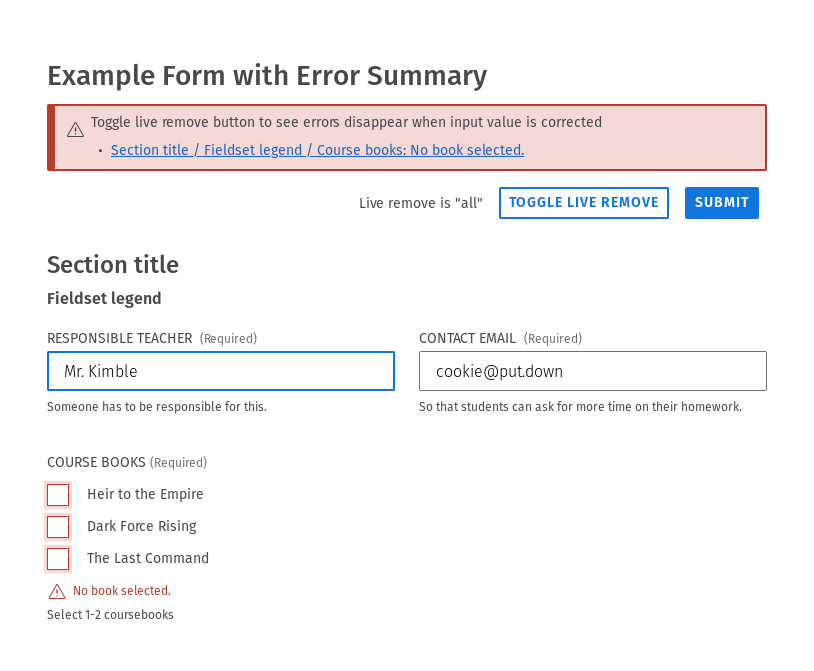 Example Form with Error Summary
Toggle live remove button to see errors disappear when input value is corrected
• Section title / Fieldset legend / Course books: No book selected.
Live remove is "all" TOGGLE LIVE REMOVE SUBMIT
Section title
Fieldset legend
RESPONSIBLE TEACHER (Required)
Mr. Kimble
Someone has to be responsible for this.
CONTACT EMAIL (Required)
cookie@put.down
So that students can ask for more time on their homework.
COURSE BOOKS (Required)
Heir to the Empire
Dark Force Rising
The Last Command
No book selected.
Select 1-2 coursebooks